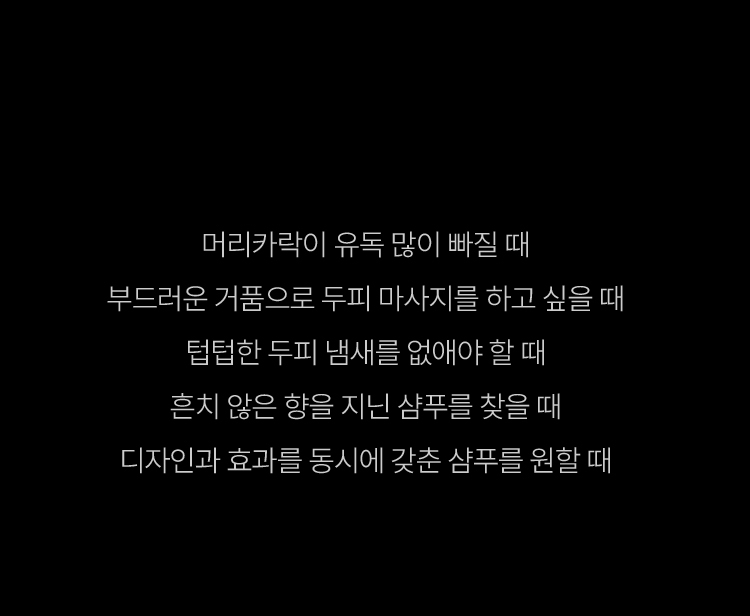 머리카락이 유독 많이 빠질 때
부드러운 거품으로 두피 마사지를 하고 싶을 때
텁텁한 두피 냄새를 없애야 할 때
흔치 않은 향을 지닌 샴푸를 찾을 때
디자인과 효과를 동시에 갖춘 샴푸를 원할 때